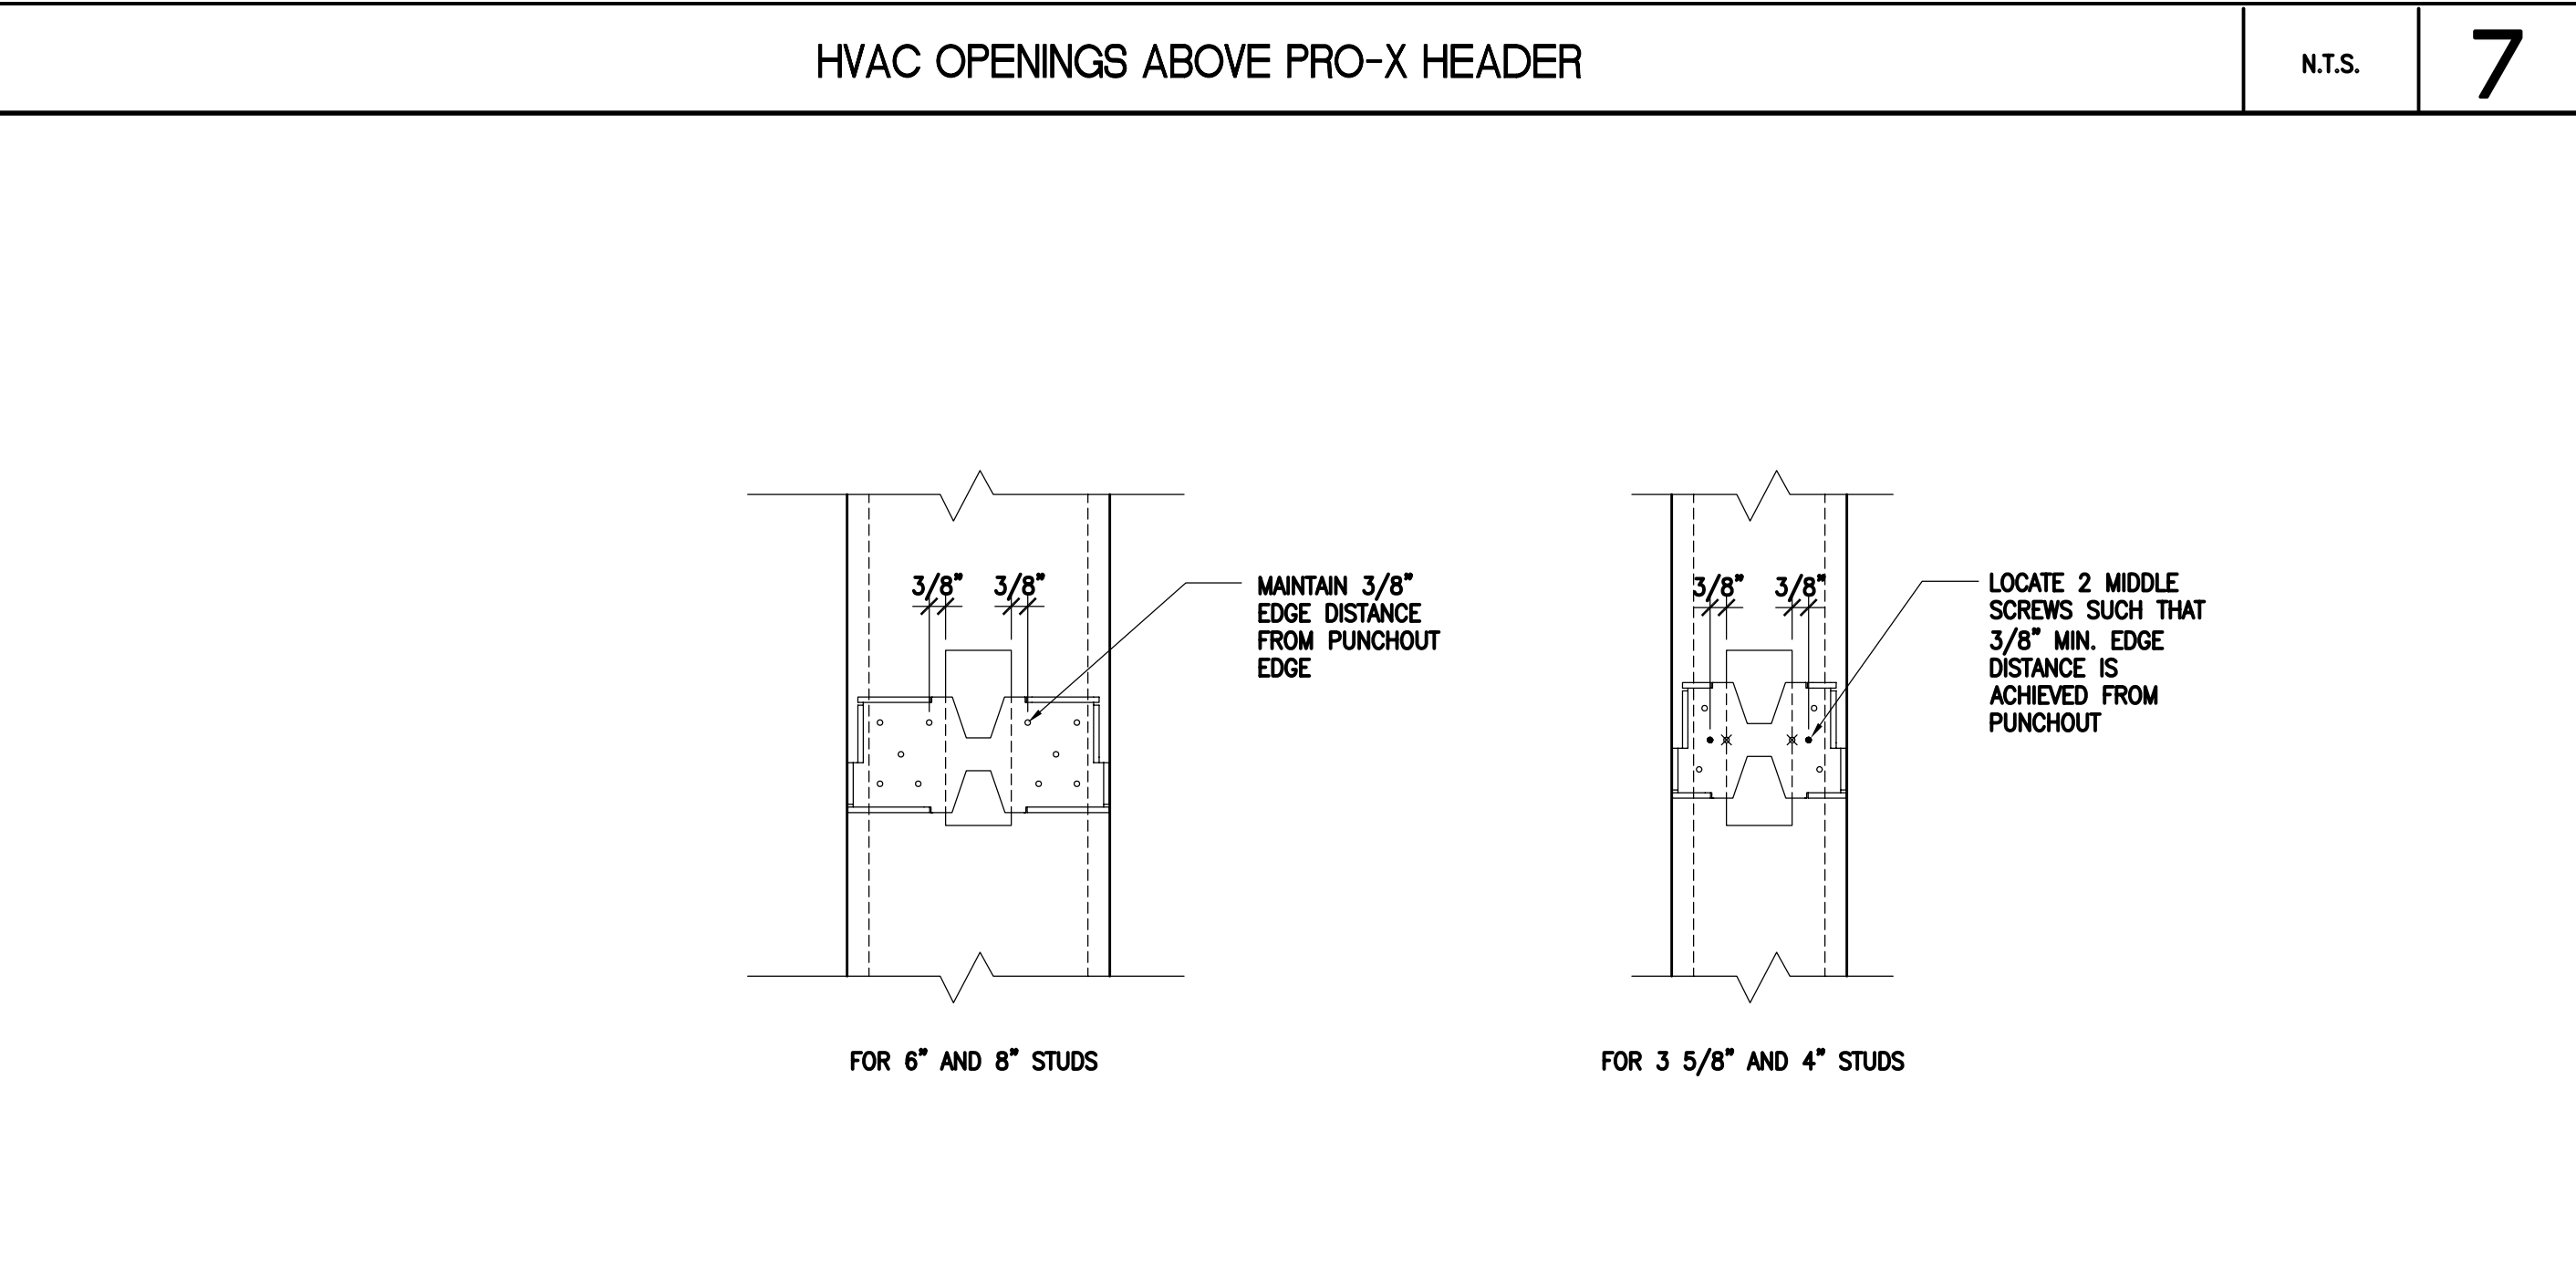 HVAC OPENINGS ABOVE PRO-X HEADER
N.T.S.
7
3/8" 3/8"
MAINTAIN 3/8"
EDGE DISTANCE
FROM PUNCHOUT
EDGE
FOR 6" AND 8" STUDS
3/8" 3/8"
LOCATE 2 MIDDLE
SCREWS SUCH THAT
3/8" MIN. EDGE
DISTANCE IS
ACHIEVED FROM
PUNCHOUT
FOR 3 5/8" AND 4" STUDS